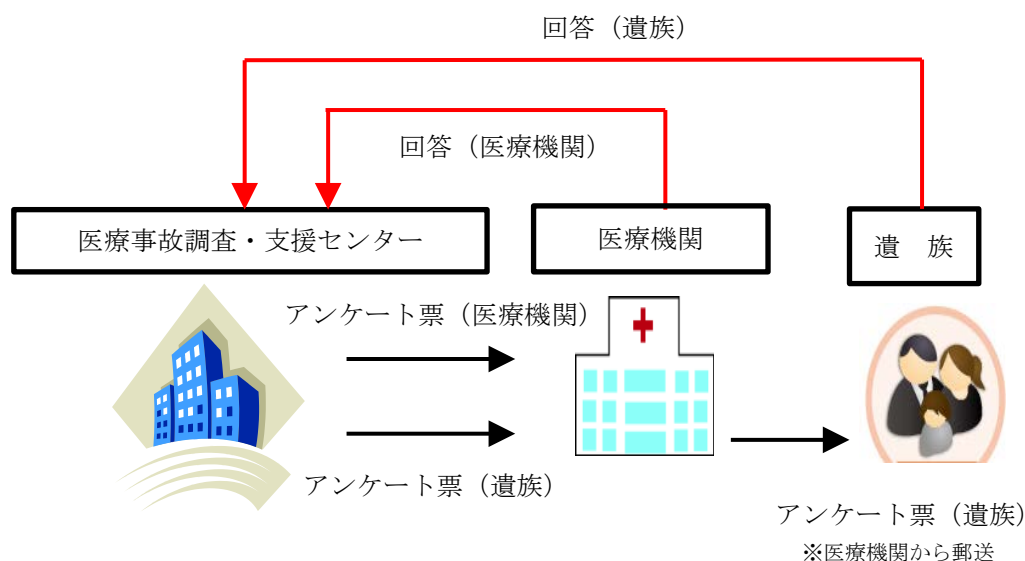 回答（遺族）
回答（医療機関）
医療事故調査・支援センター
医療機関
遺　族
アンケート票（医療機関）
アンケート票（遺族）
アンケート票（遺族）
※医療機関から郵送